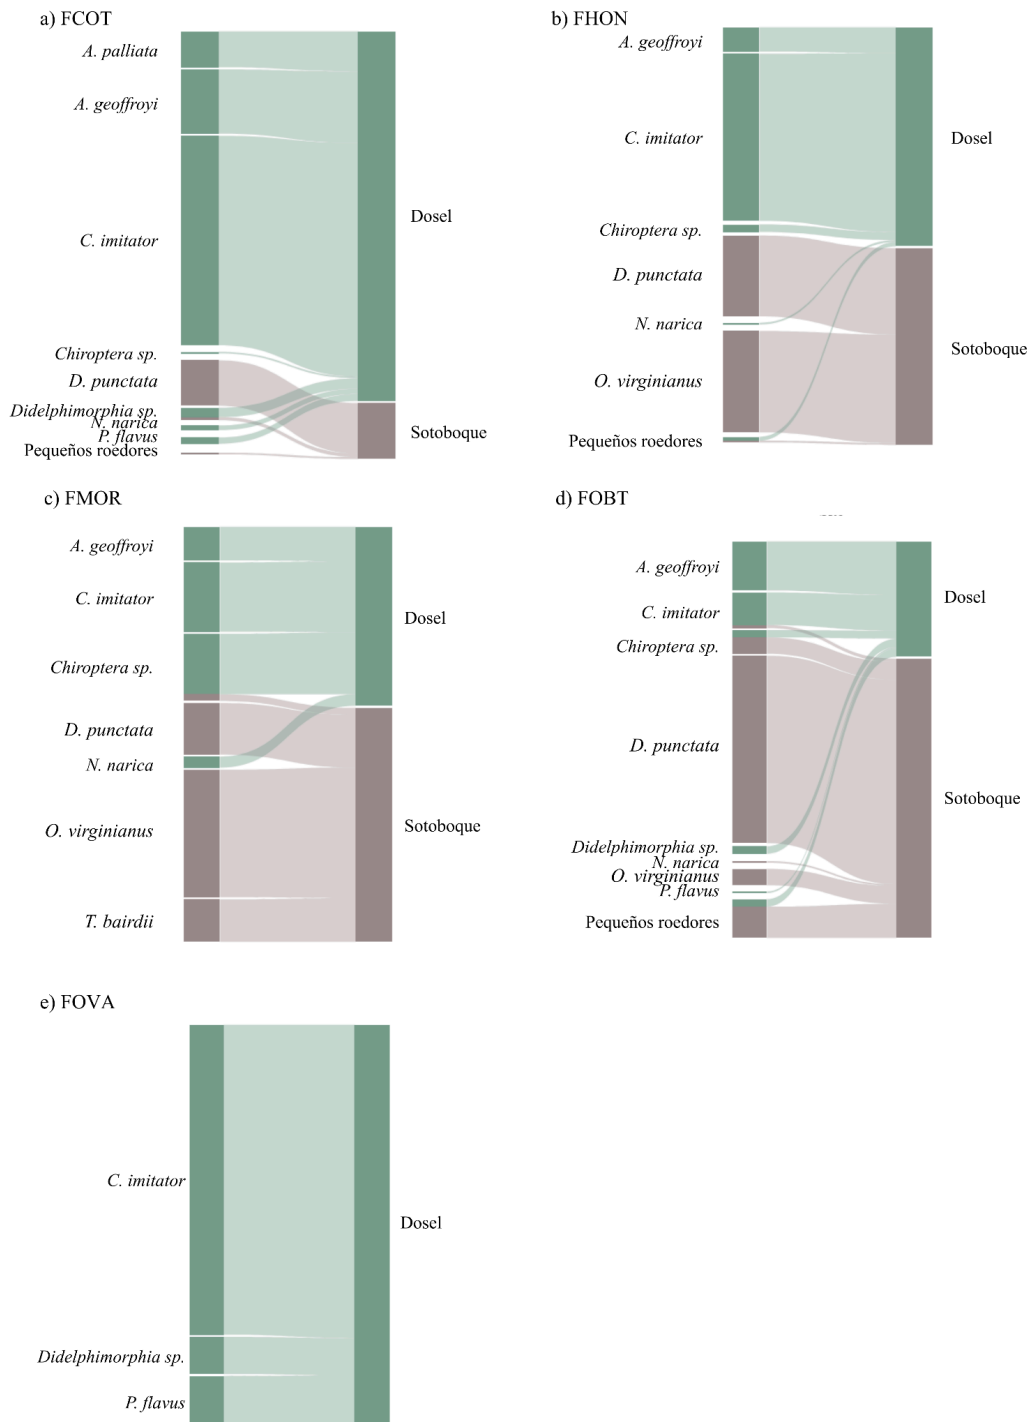 a) FCOT
A. palliata
A. geoffroyi
C. imitator
Chiroptera sp.
D. punctata
Didelphimorphia sp.
N. narica
P. flavus
Pequeños roedores
Dosel
Sotoboque
b) FHON
A. geoffroyi
C. imitator
Chiroptera sp.
D. punctata
N. narica
O. virginianus
Pequeños roedores
Dosel
Sotoboque
c) FMOR
A. geoffroyi
C. imitator
Chiroptera sp.
D. punctata
N. narica
O. virginianus
T. bairdii
Dosel
Sotoboque
d) FOBT
A. geoffroyi
C. imitator
Chiroptera sp.
D. punctata
Didelphimorphia sp.
N. narica
O. virginianus
P. flavus
Pequeños roedores
Dosel
Sotoboque
e) FOVA
C. imitator
Didelphimorphia sp.
P. flavus
Dosel